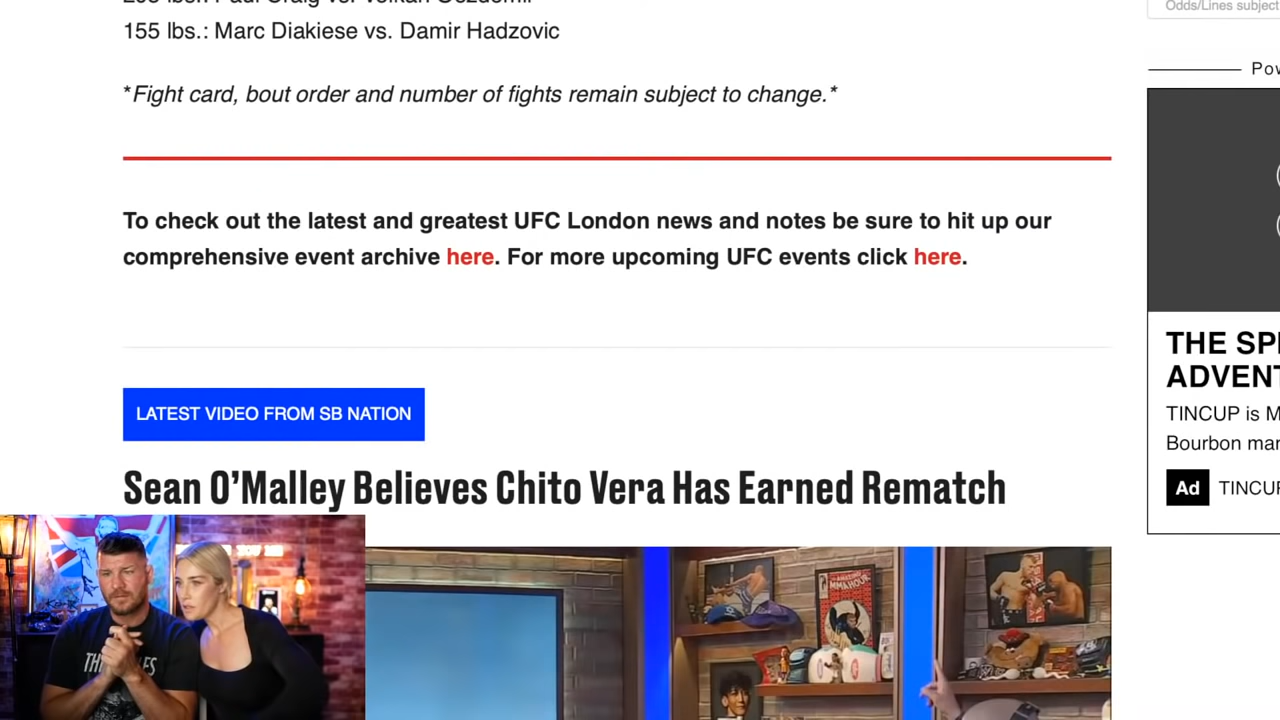 Odds/Lines subject
155 lbs.: Marc Diakiese vs. Damir Hadzovic
*Fight card, bout order and number of fights remain subject to change.*
To check out the latest and greatest UFC London news and notes be sure to hit up our
comprehensive event archive here. For more upcoming UFC events click here.
LATEST VIDEO FROM SB NATION
Sean O'Malley Believes Chito Vera Has Earned Rematch
THE
ADVENT
TINCUP is
Bourbon
Ad